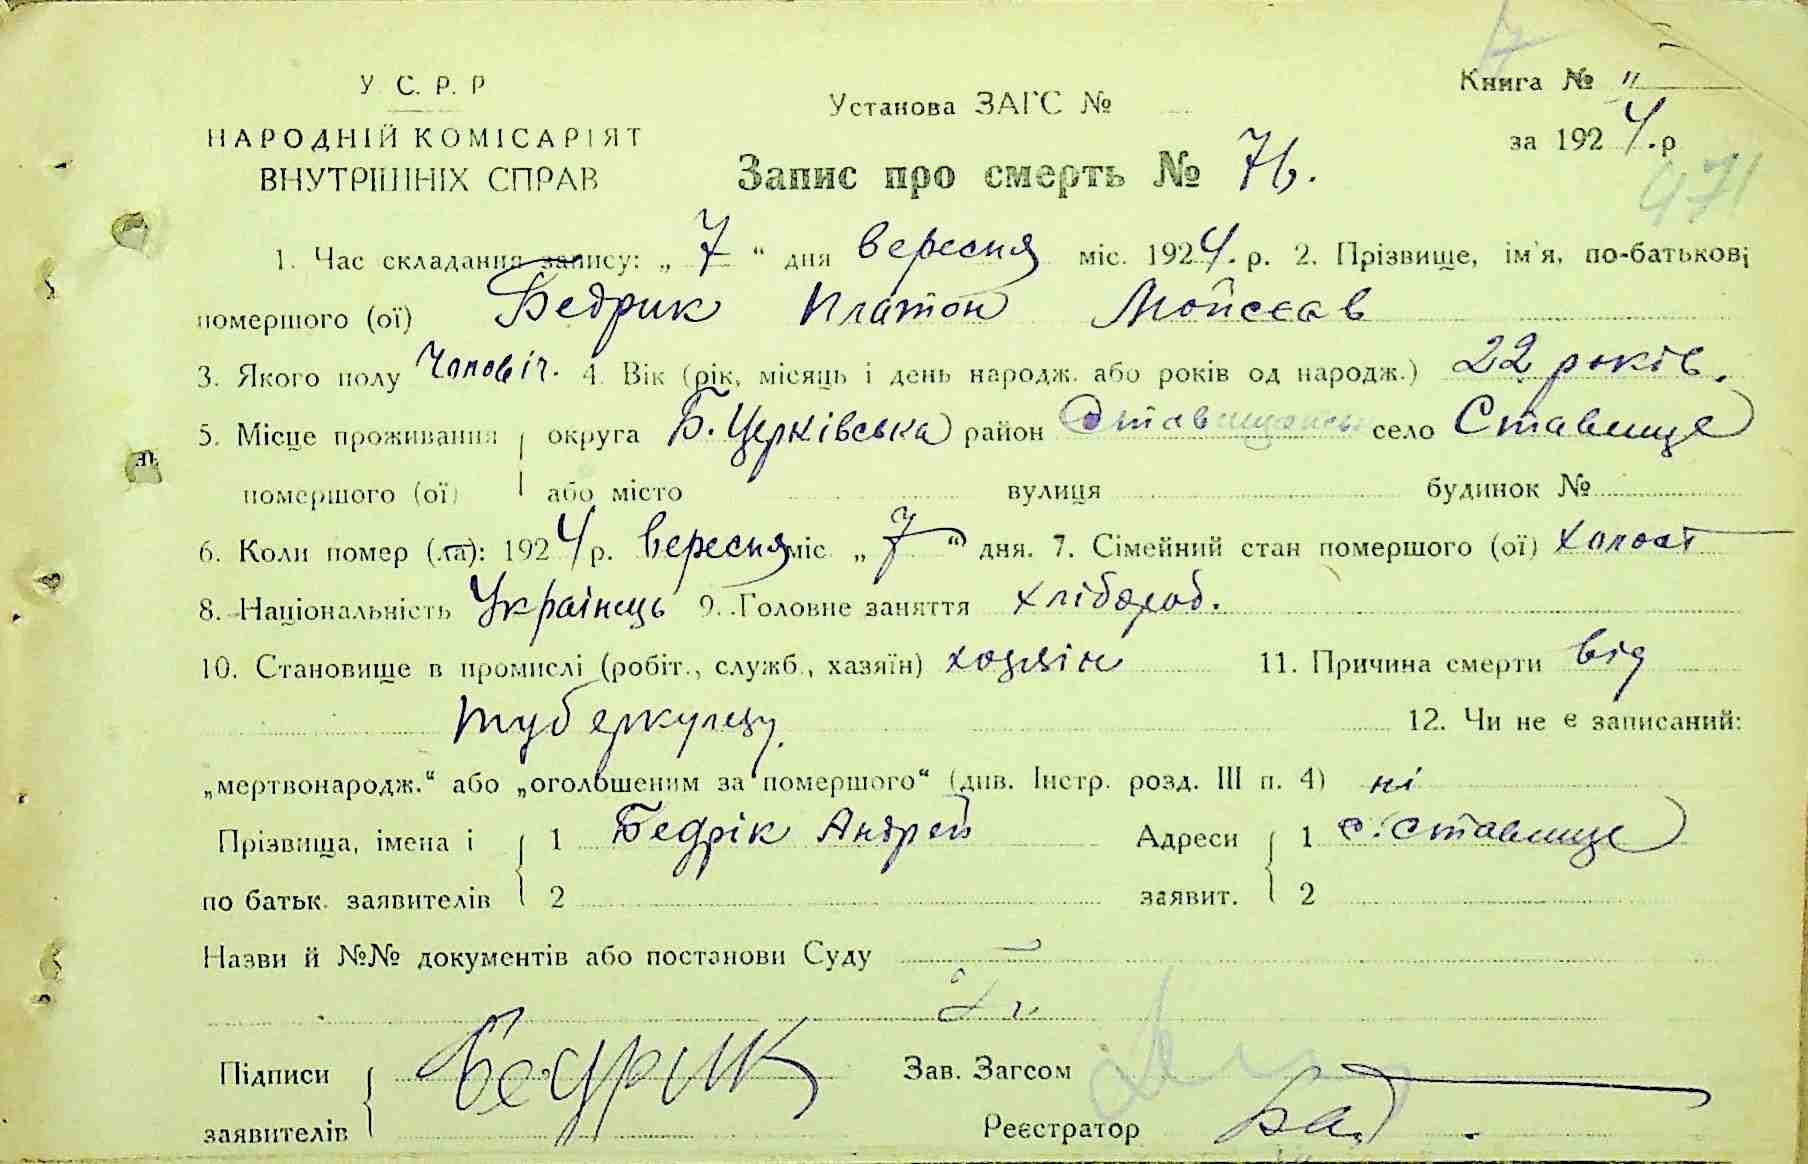 У. С. Р. Р
НАРОДНІЙ КОМІСАРІЯТ
ВНУТРІШНІХ СПРАВ
Установа ЗАГС №
Книга № "
за 1924.р
471
Запис про смерть № 76.
1. Час складання запису: „ 7 “ дня вересня міс. 1924. р. 2. Прізвище, ім'я, по-батькові
помершого (ої) Бедрик Платон Мойсеєв
3. Якого полу Чоловіч. 4. Вік (рік, місяць і день народж. або років од народж.) 22 років.
5. Місце проживання округа Б. Церківська район село Ставище
помершого (ої) або місто вулиця будинок №
6. Коли помер (ла): 1924 р. вересня міс „ 7 “ дня. 7. Сімейний стан помершого (ої) холост
8. Національність Українець 9. Головне заняття хлібороб.
10. Становище в промислі (робіт., служб., хазяїн) хозяїн 11. Причина смерти від
туберкулезу. 12. Чи не є записаний:
„мертвонародж.“ або „оголошеним за помершого“ (див. Інстр. розд. III п. 4) ні
Прізвища, імена і 1 Бедрік Андрей Адреси 1 с. Ставище
по батьк. заявителів 2 заявит. 2
Назви й №№ документів або постанови Суду
Підписи Бедрик Зав. Загсом
заявителів Реєстратор